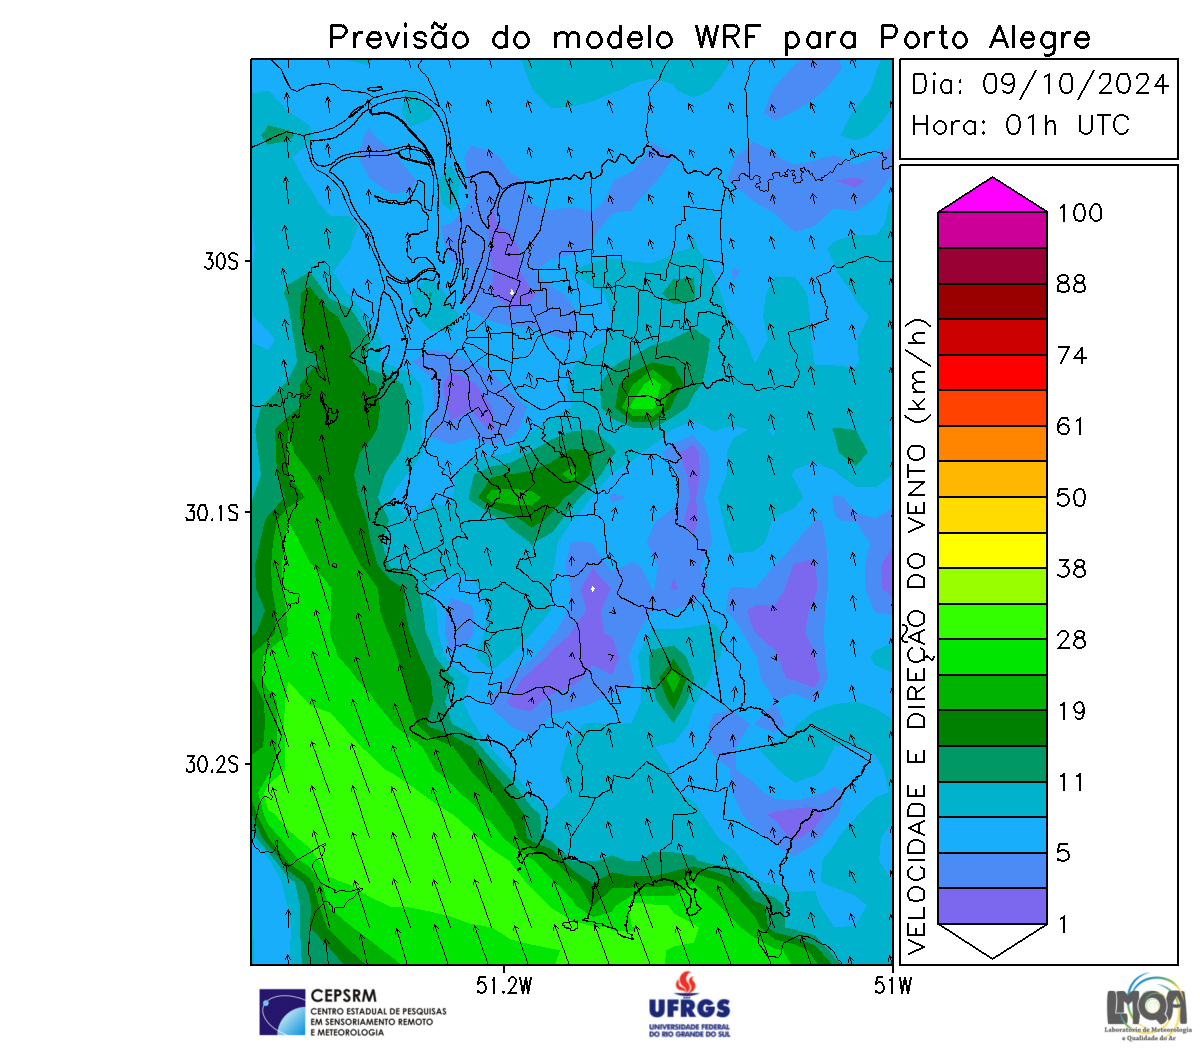 Previsão do modelo WRF para Porto Alegre
Dia: 09/10/2024
Hora: 01h UTC
30S
30.1S
30.2S
51.2W
51W
VELOCIDADE E DIREÇÃO DO VENTO (km/h)
100
88
74
61
50
38
28
19
11
5
1
CEPSRM
CENTRO ESTADUAL DE PESQUISAS
EM SENSORIAMENTO REMOTO
E METEOROLOGIA
UFRGS
UNIVERSIDADE FEDERAL
DO RIO GRANDE DO SUL
LMQA
Laboratório de Meteorologia
e Qualidade do Ar